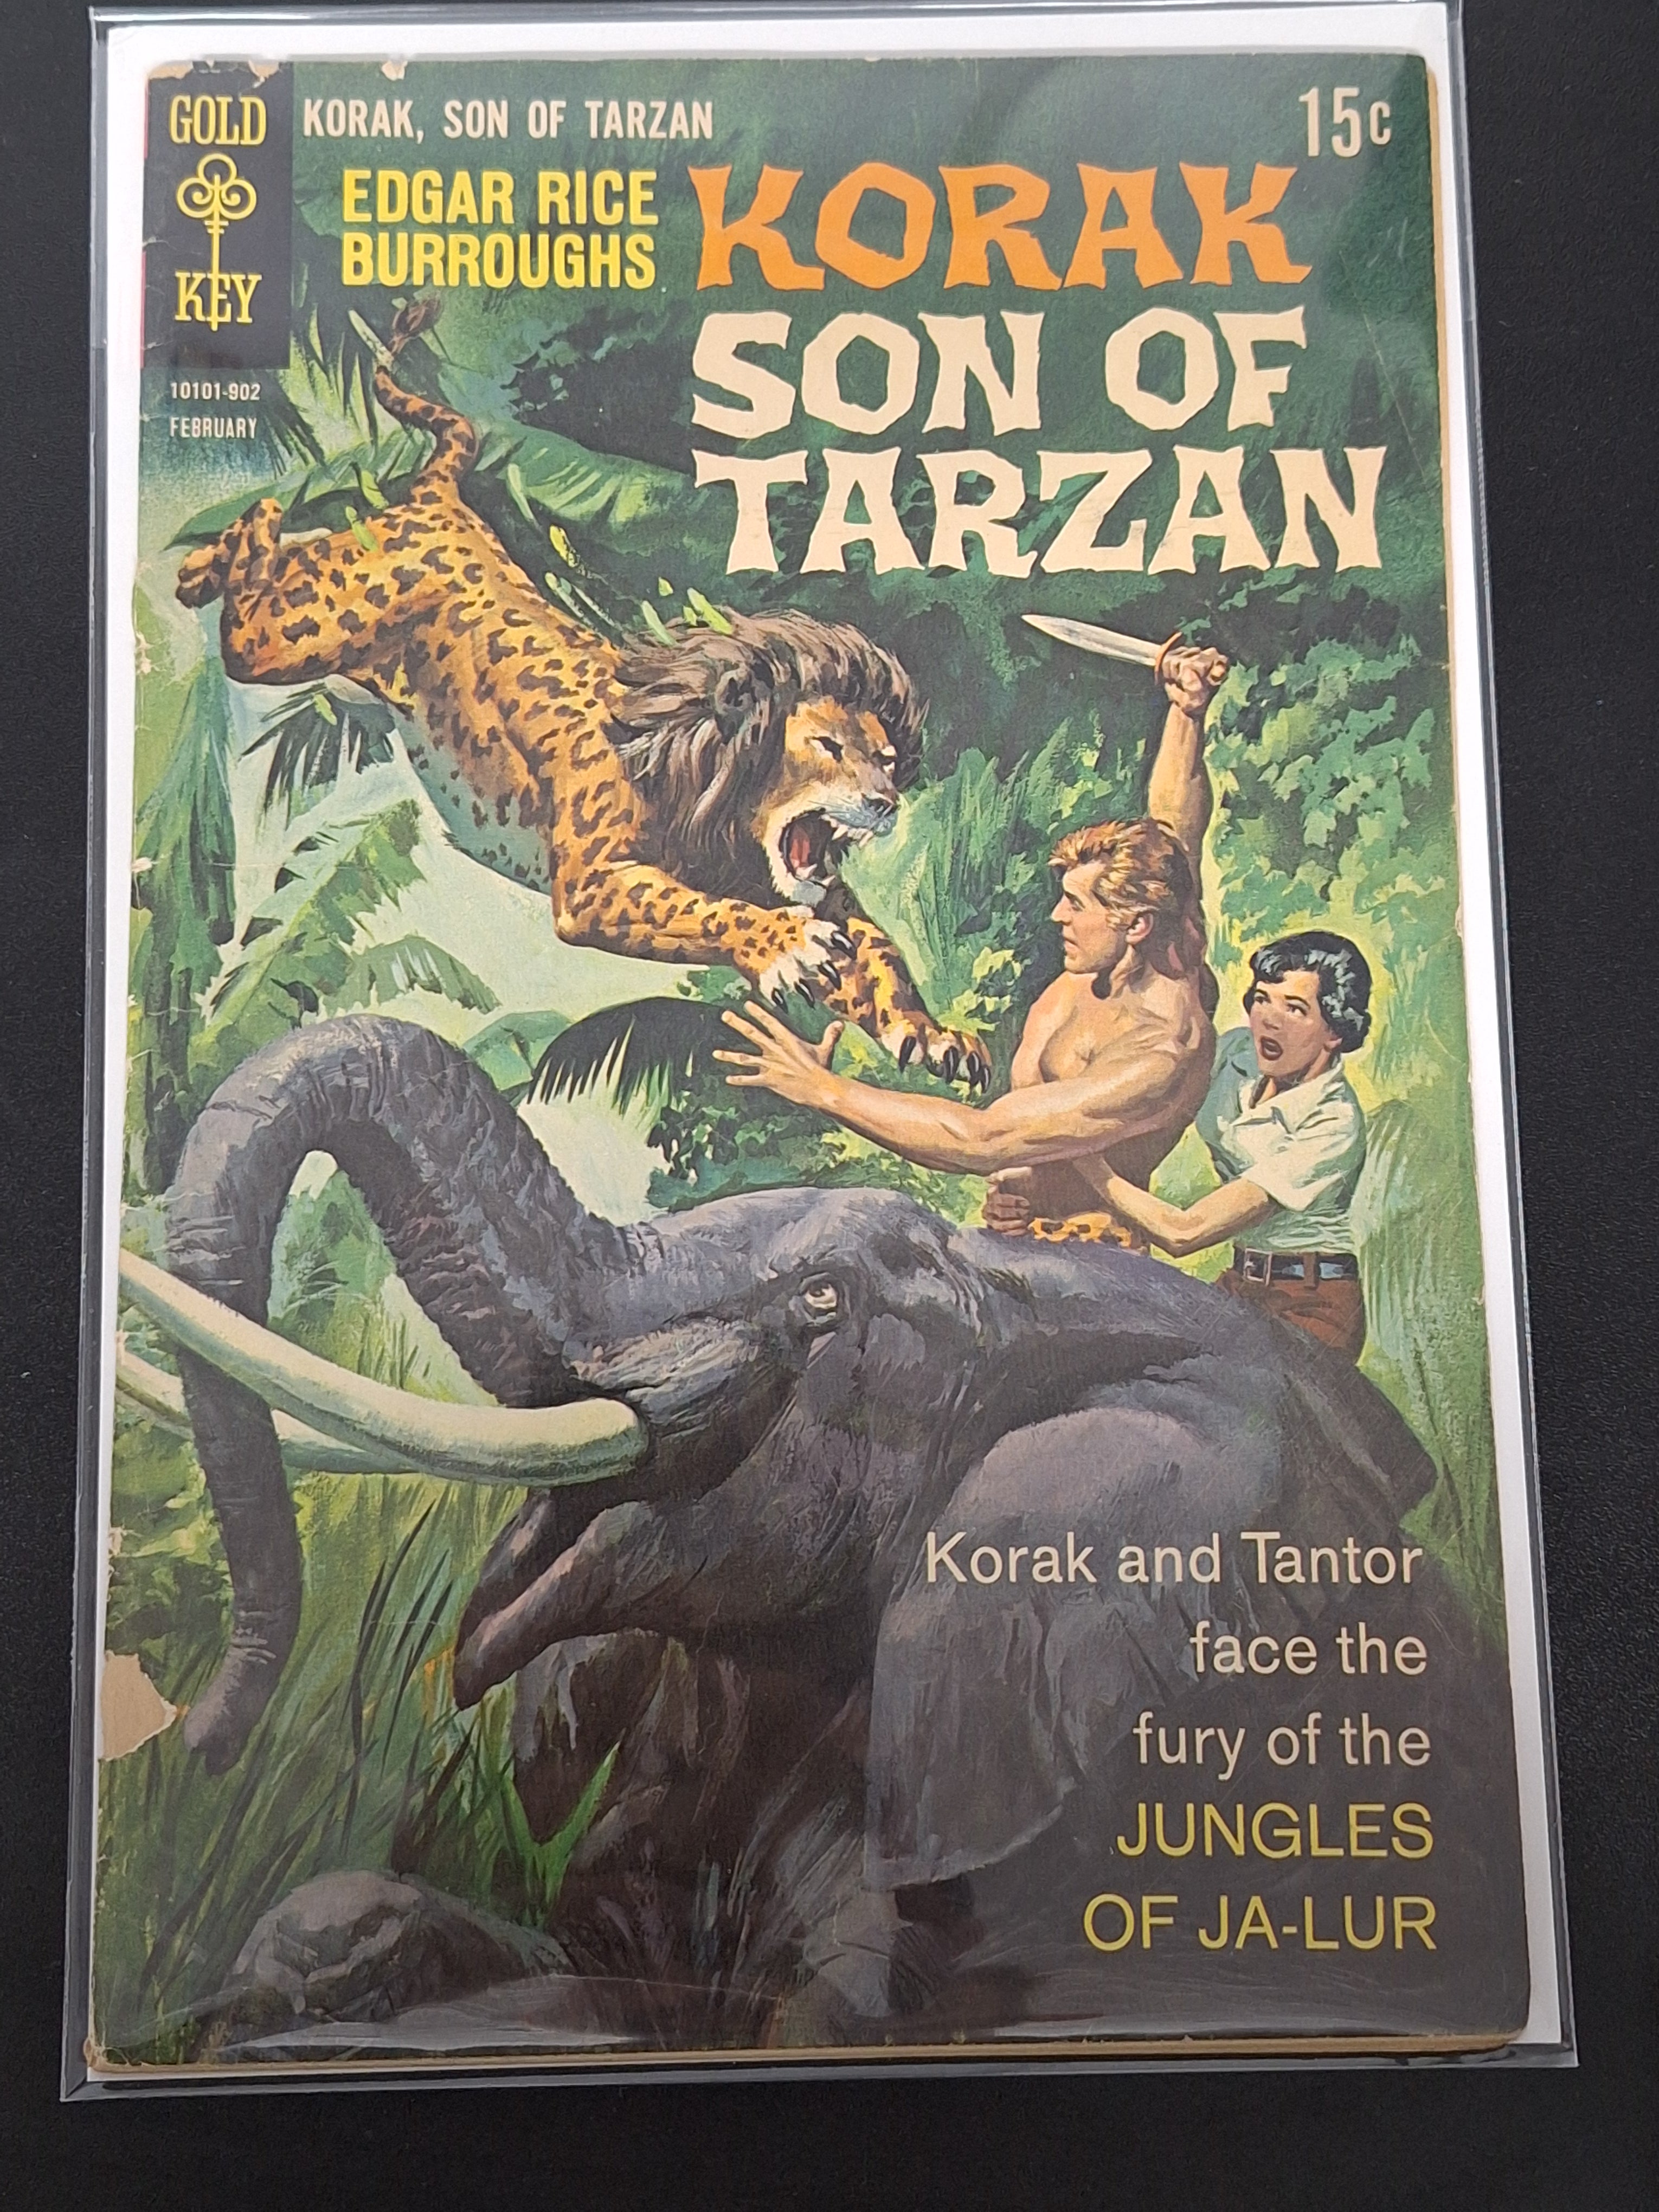 GOLD
KEY
KORAK, SON OF TARZAN
15c
EDGAR RICE
BURROUGHS
KORAK
SON OF
TARZAN
10101-902
FEBRUARY
Korak and Tantor
face the
fury of the
JUNGLES
OF JA-LUR